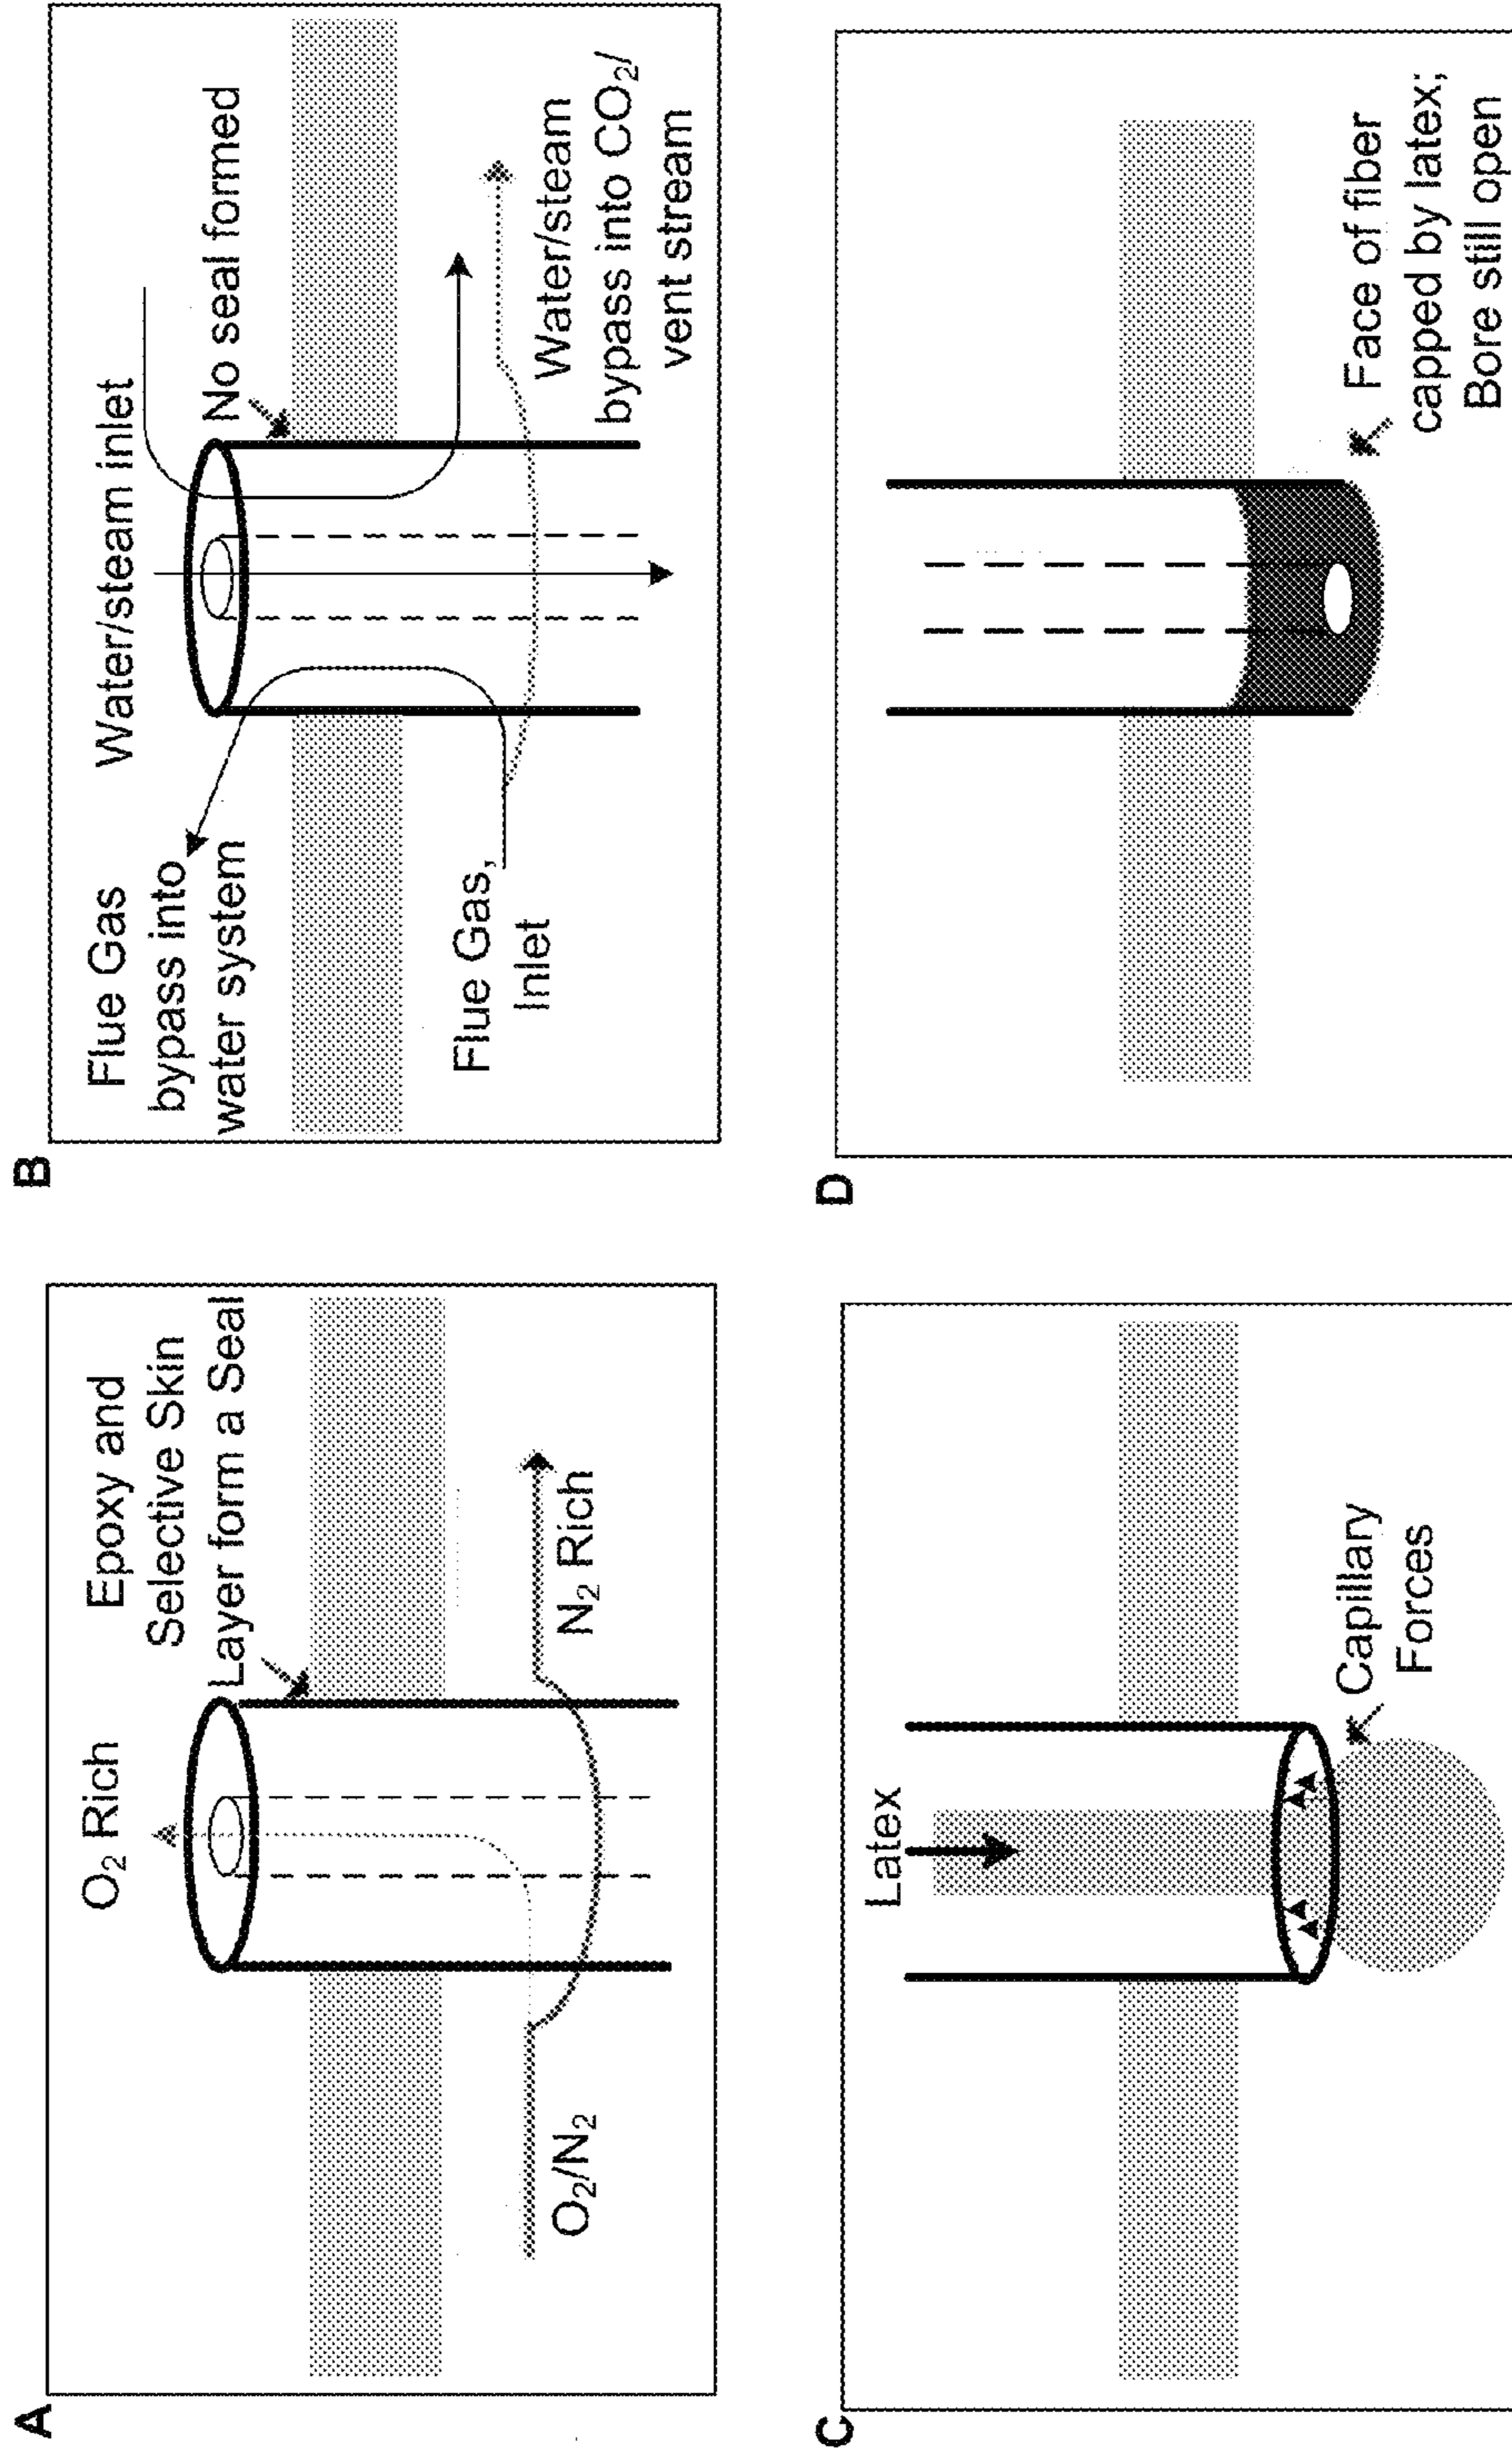 A
O₂ Rich
Epoxy and
Selective Skin
Layer form a Seal
O₂/N₂
N₂ Rich
B
Flue Gas
bypass into
water system
Water/steam inlet
No seal formed
Flue Gas,
Inlet
Water/steam
bypass into CO₂/
vent stream
C
Latex
Capillary
Forces
D
Face of fiber
capped by latex;
Bore still open